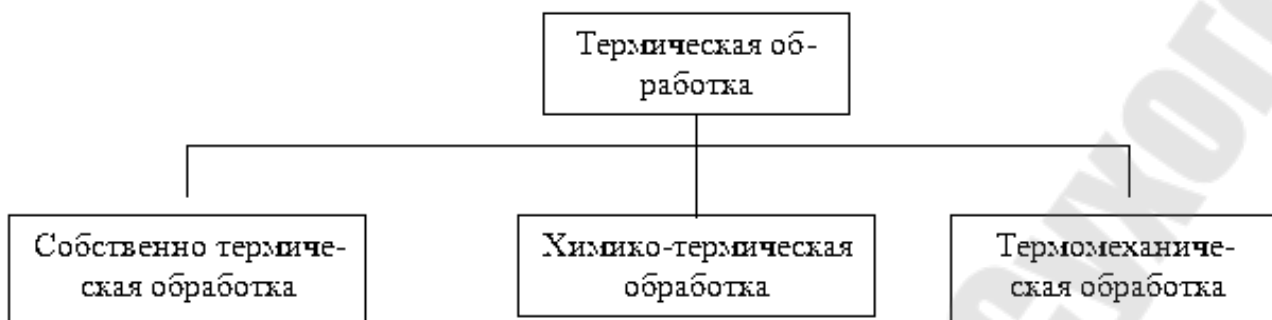 Термическая об-
работка
Собственно термиче-
ская обработка
Химико-термическая
обработка
Термомеханиче-
ская обработка